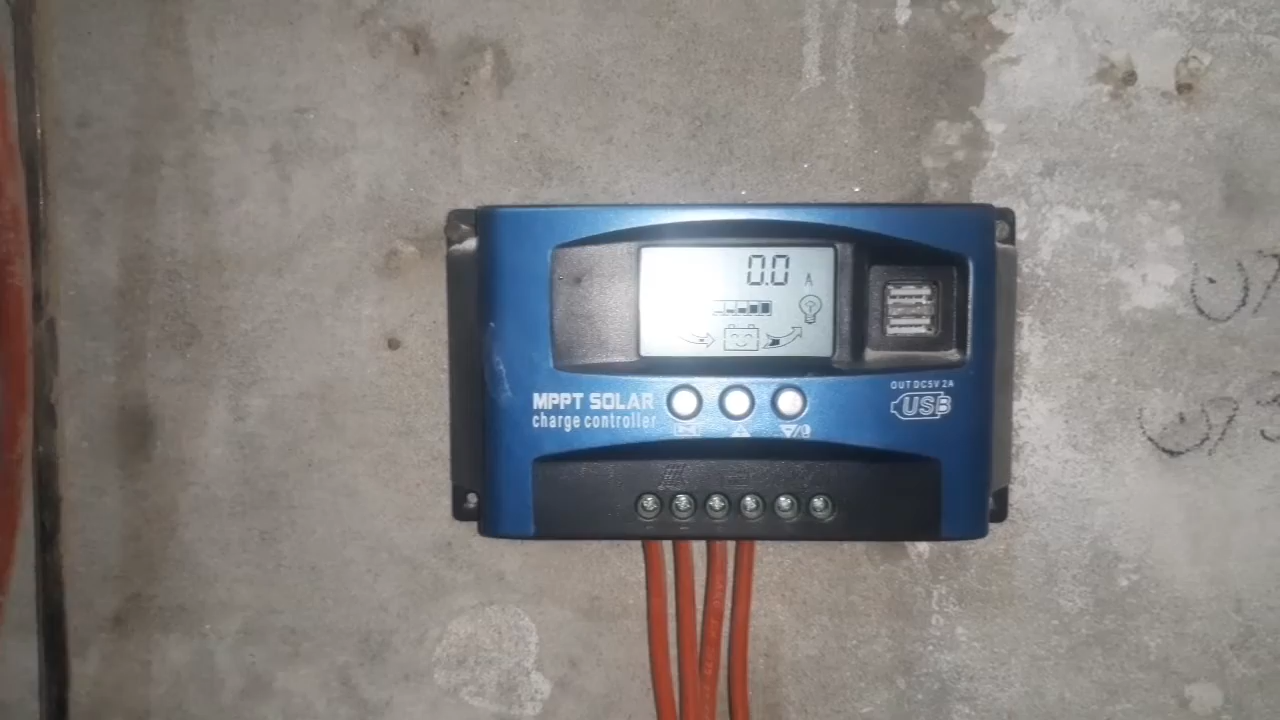 0.0 A
OUT DC5V 2A
USB
MPPT SOLAR
charge controller